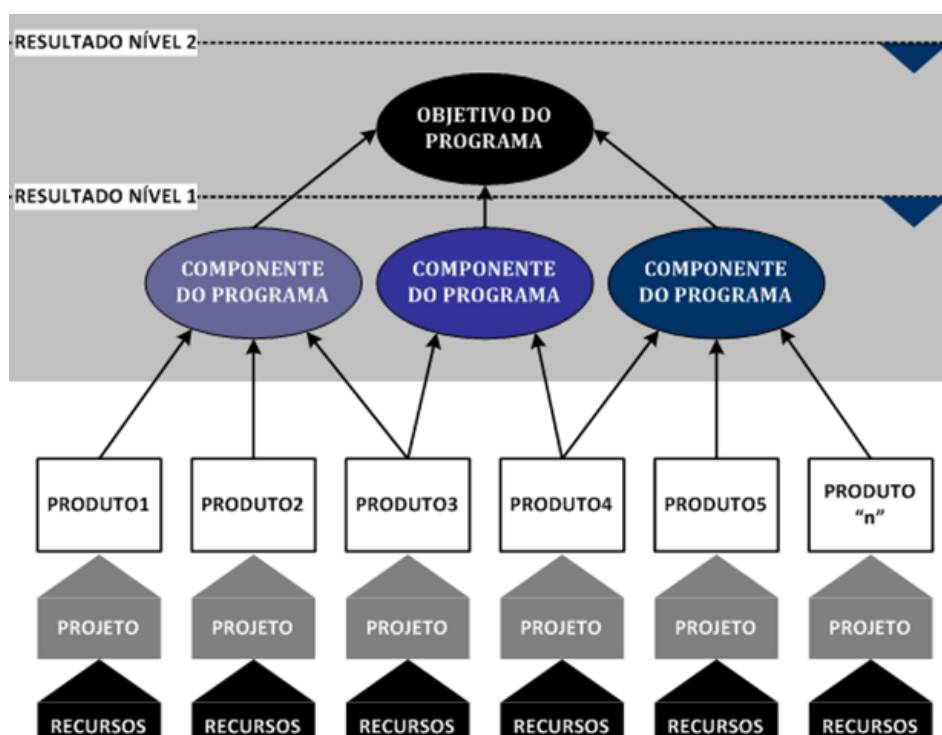 RESULTADO NÍVEL 2
OBJETIVO DO
PROGRAMA
RESULTADO NÍVEL 1
COMPONENTE
DO PROGRAMA
COMPONENTE
DO PROGRAMA
COMPONENTE
DO PROGRAMA
PRODUTO1
PRODUTO2
PRODUTO3
PRODUTO4
PRODUTO5
PRODUTO
“n”
PROJETO
PROJETO
PROJETO
PROJETO
PROJETO
PROJETO
RECURSOS
RECURSOS
RECURSOS
RECURSOS
RECURSOS
RECURSOS